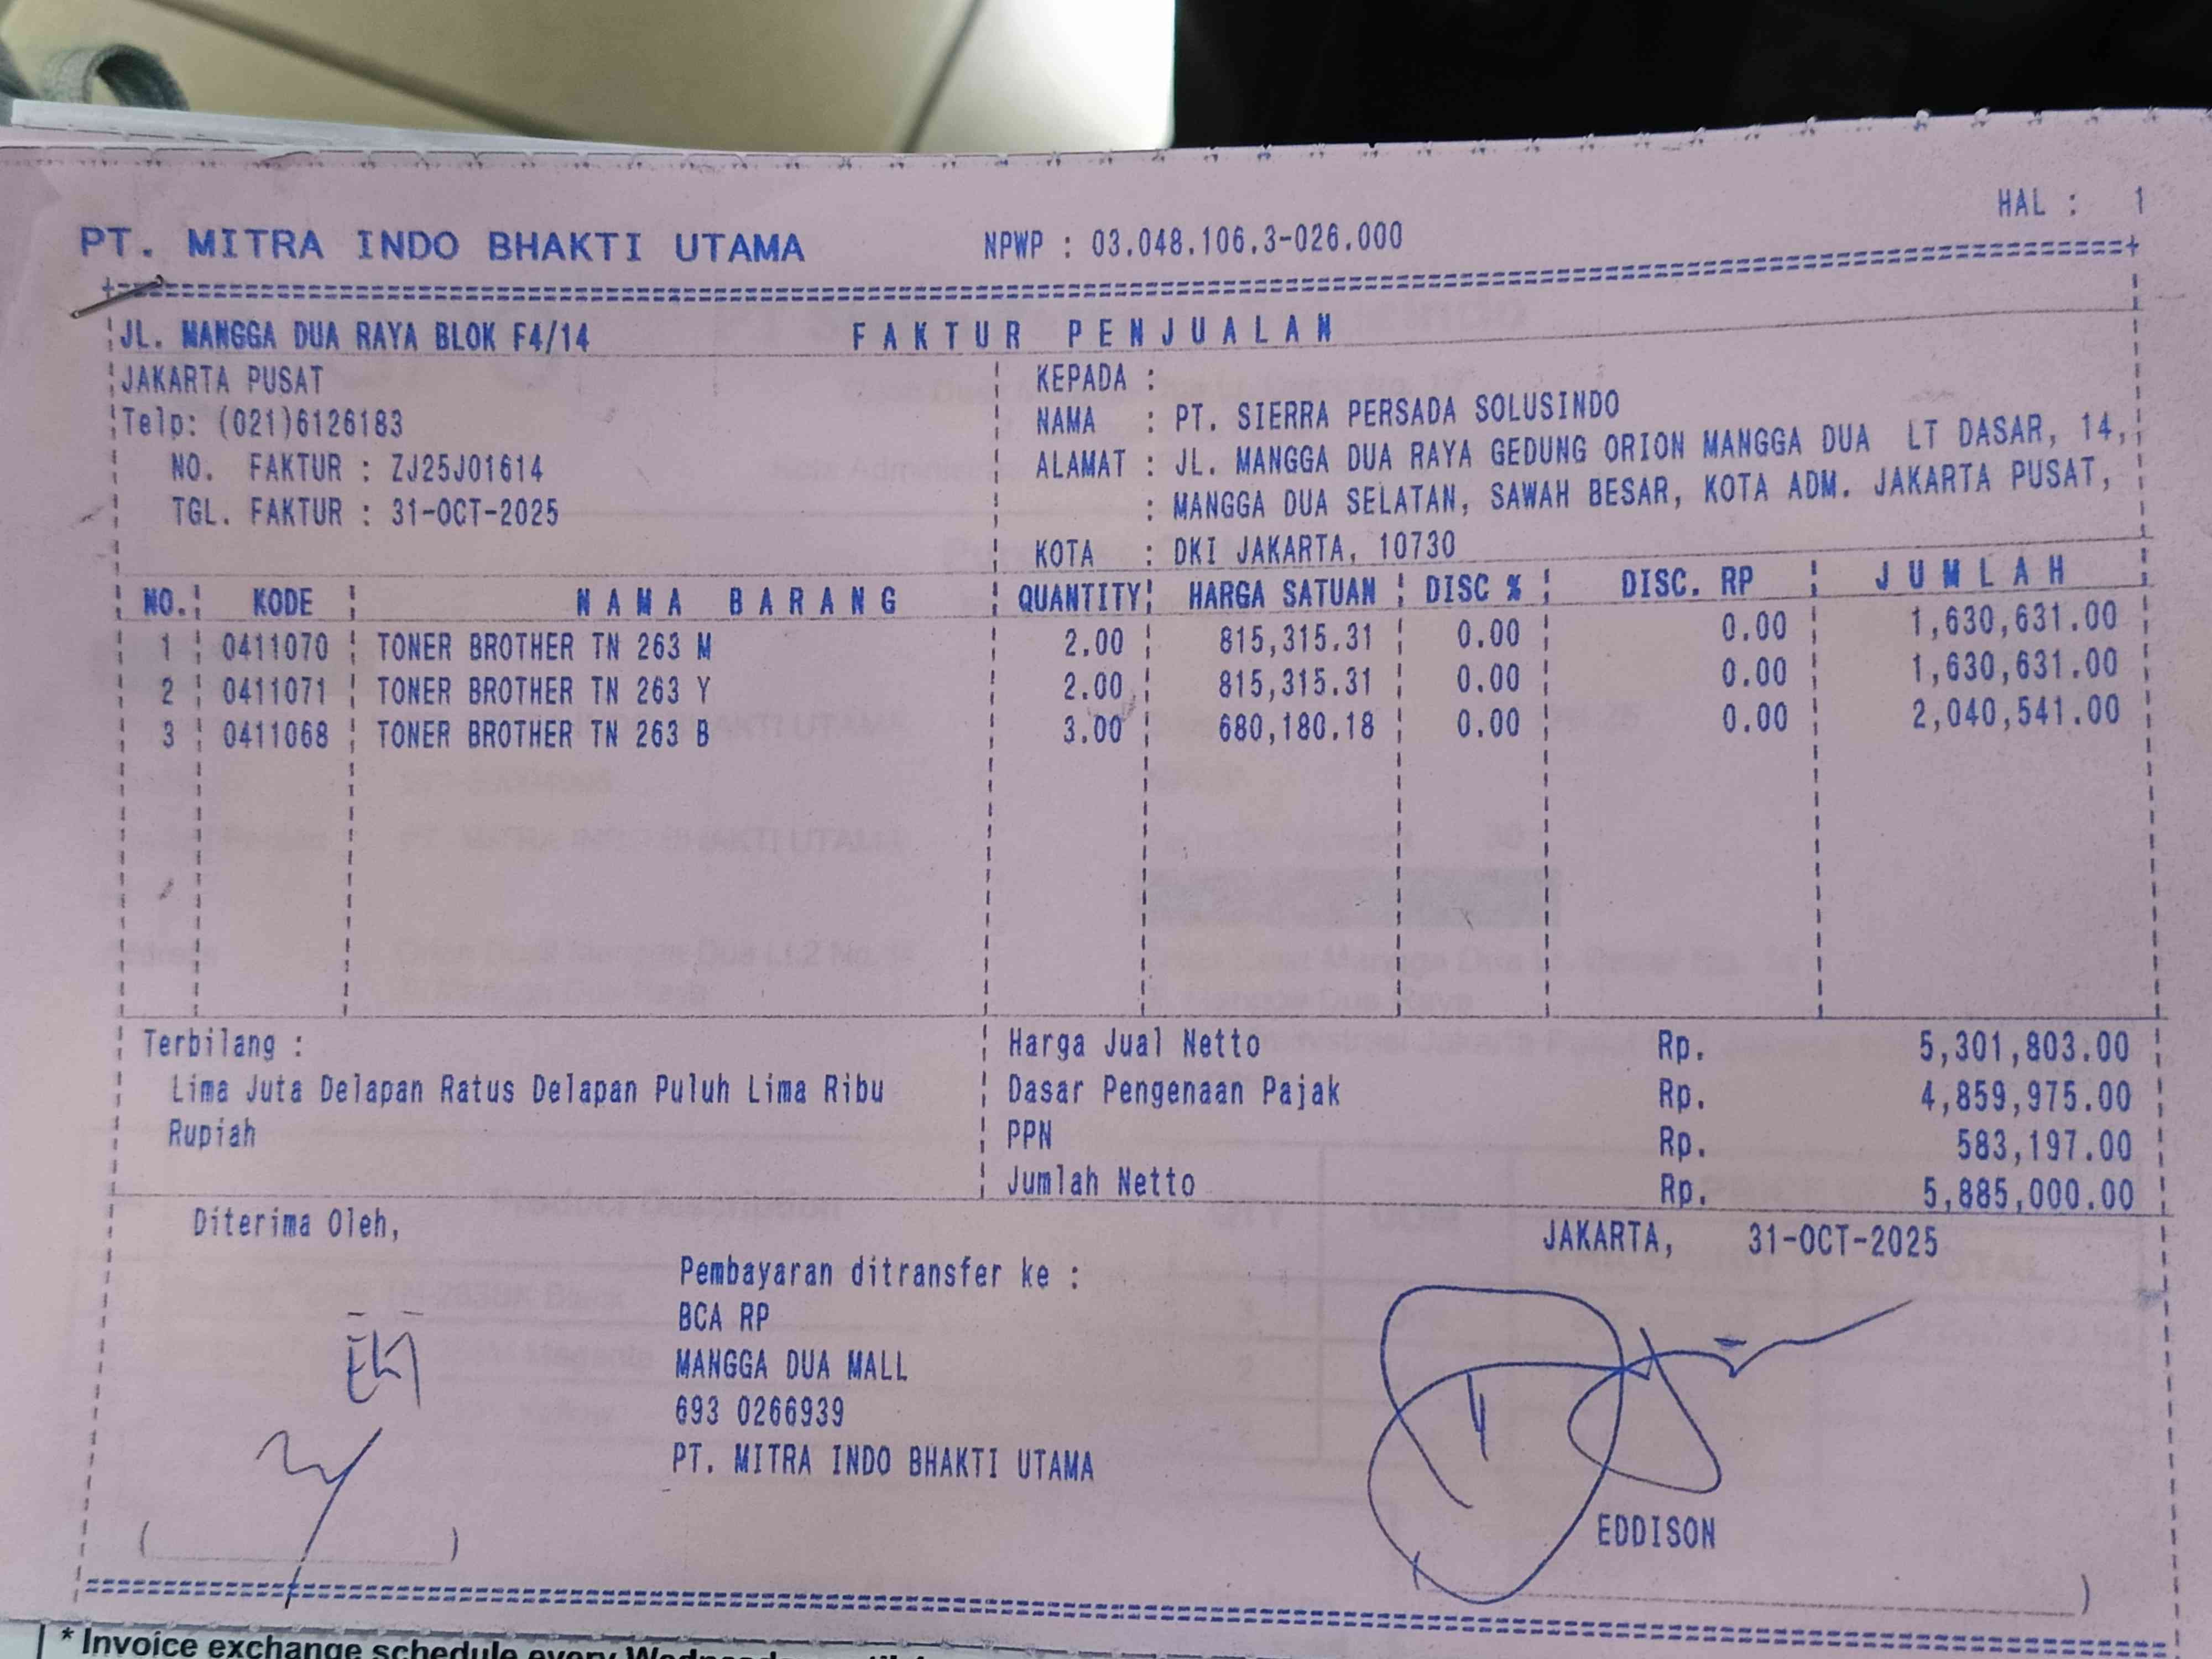 HAL : 1
PT. MITRA INDO BHAKTI UTAMA NPWP : 03.048.106.3-026.000
JL. MANGGA DUA RAYA BLOK F4/14 FAKTUR PENJUALAN
JAKARTA PUSAT KEPADA :
Telp: (021)6126183 NAMA : PT. SIERRA PERSADA SOLUSINDO
NO. FAKTUR : ZJ25J01614 ALAMAT : JL. MANGGA DUA RAYA GEDUNG ORION MANGGA DUA LT DASAR, 14,
TGL. FAKTUR : 31-OCT-2025 : MANGGA DUA SELATAN, SAWAH BESAR, KOTA ADM. JAKARTA PUSAT,
KOTA : DKI JAKARTA, 10730
NO. KODE NAMA BARANG QUANTITY HARGA SATUAN DISC % DISC. RP JUMLAH
1 0411070 TONER BROTHER TN 263 M 2.00 815,315.31 0.00 0.00 1,630,631.00
2 0411071 TONER BROTHER TN 263 Y 2.00 815,315.31 0.00 0.00 1,630,631.00
3 0411068 TONER BROTHER TN 263 B 3.00 680,180.18 0.00 0.00 2,040,541.00
Terbilang : Harga Jual Netto Rp. 5,301,803.00
Lima Juta Delapan Ratus Delapan Puluh Lima Ribu Dasar Pengenaan Pajak Rp. 4,859,975.00
Rupiah PPN Rp. 583,197.00
Jumlah Netto Rp. 5,885,000.00
Diterima Oleh, JAKARTA, 31-OCT-2025
Pembayaran ditransfer ke :
BCA RP
MANGGA DUA MALL
693 0266939
PT. MITRA INDO BHAKTI UTAMA
EDDISON
* Invoice exchange schedule every